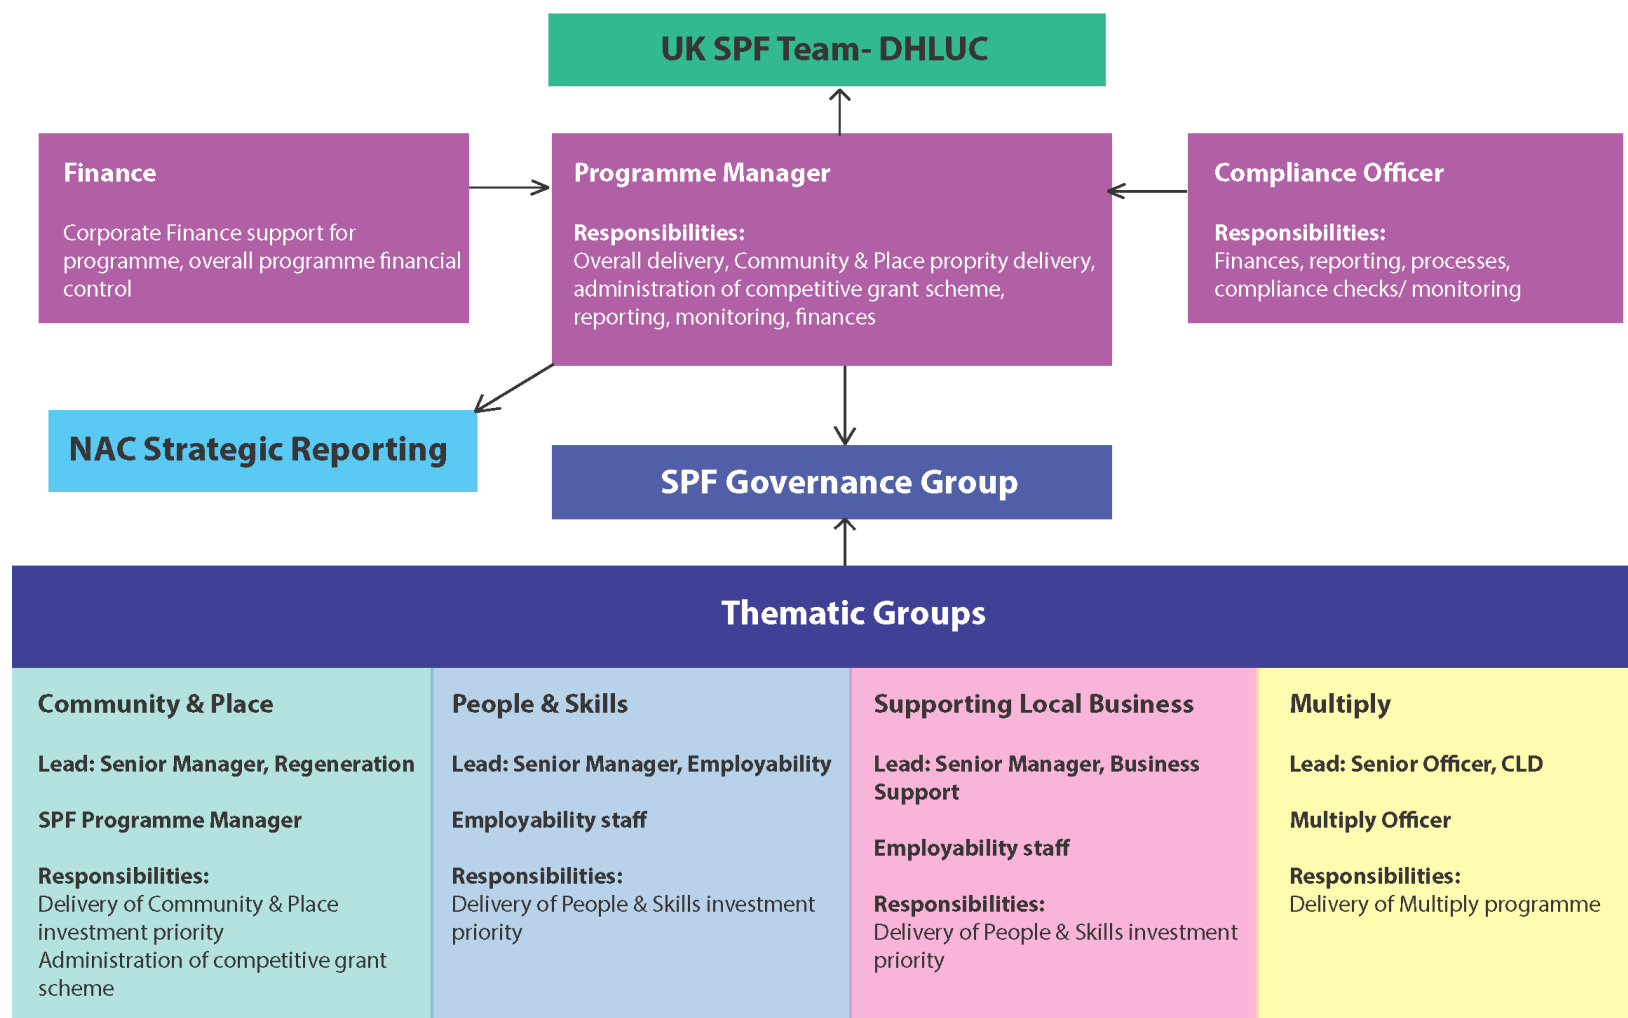 UK SPF Team- DHLUC
Finance
Corporate Finance support for
programme, overall programme financial
control
Programme Manager
Responsibilities:
Overall delivery, Community & Place proprity delivery,
administration of competitive grant scheme,
reporting, monitoring, finances
Compliance Officer
Responsibilities:
Finances, reporting, processes,
compliance checks/ monitoring
NAC Strategic Reporting
SPF Governance Group
Thematic Groups
Community & Place
Lead: Senior Manager, Regeneration
SPF Programme Manager
Responsibilities:
Delivery of Community & Place
investment priority
Administration of competitive grant
scheme
People & Skills
Lead: Senior Manager, Employability
Employability staff
Responsibilities:
Delivery of People & Skills investment
priority
Supporting Local Business
Lead: Senior Manager, Business
Support
Employability staff
Responsibilities:
Delivery of People & Skills investment
priority
Multiply
Lead: Senior Officer, CLD
Multiply Officer
Responsibilities:
Delivery of Multiply programme